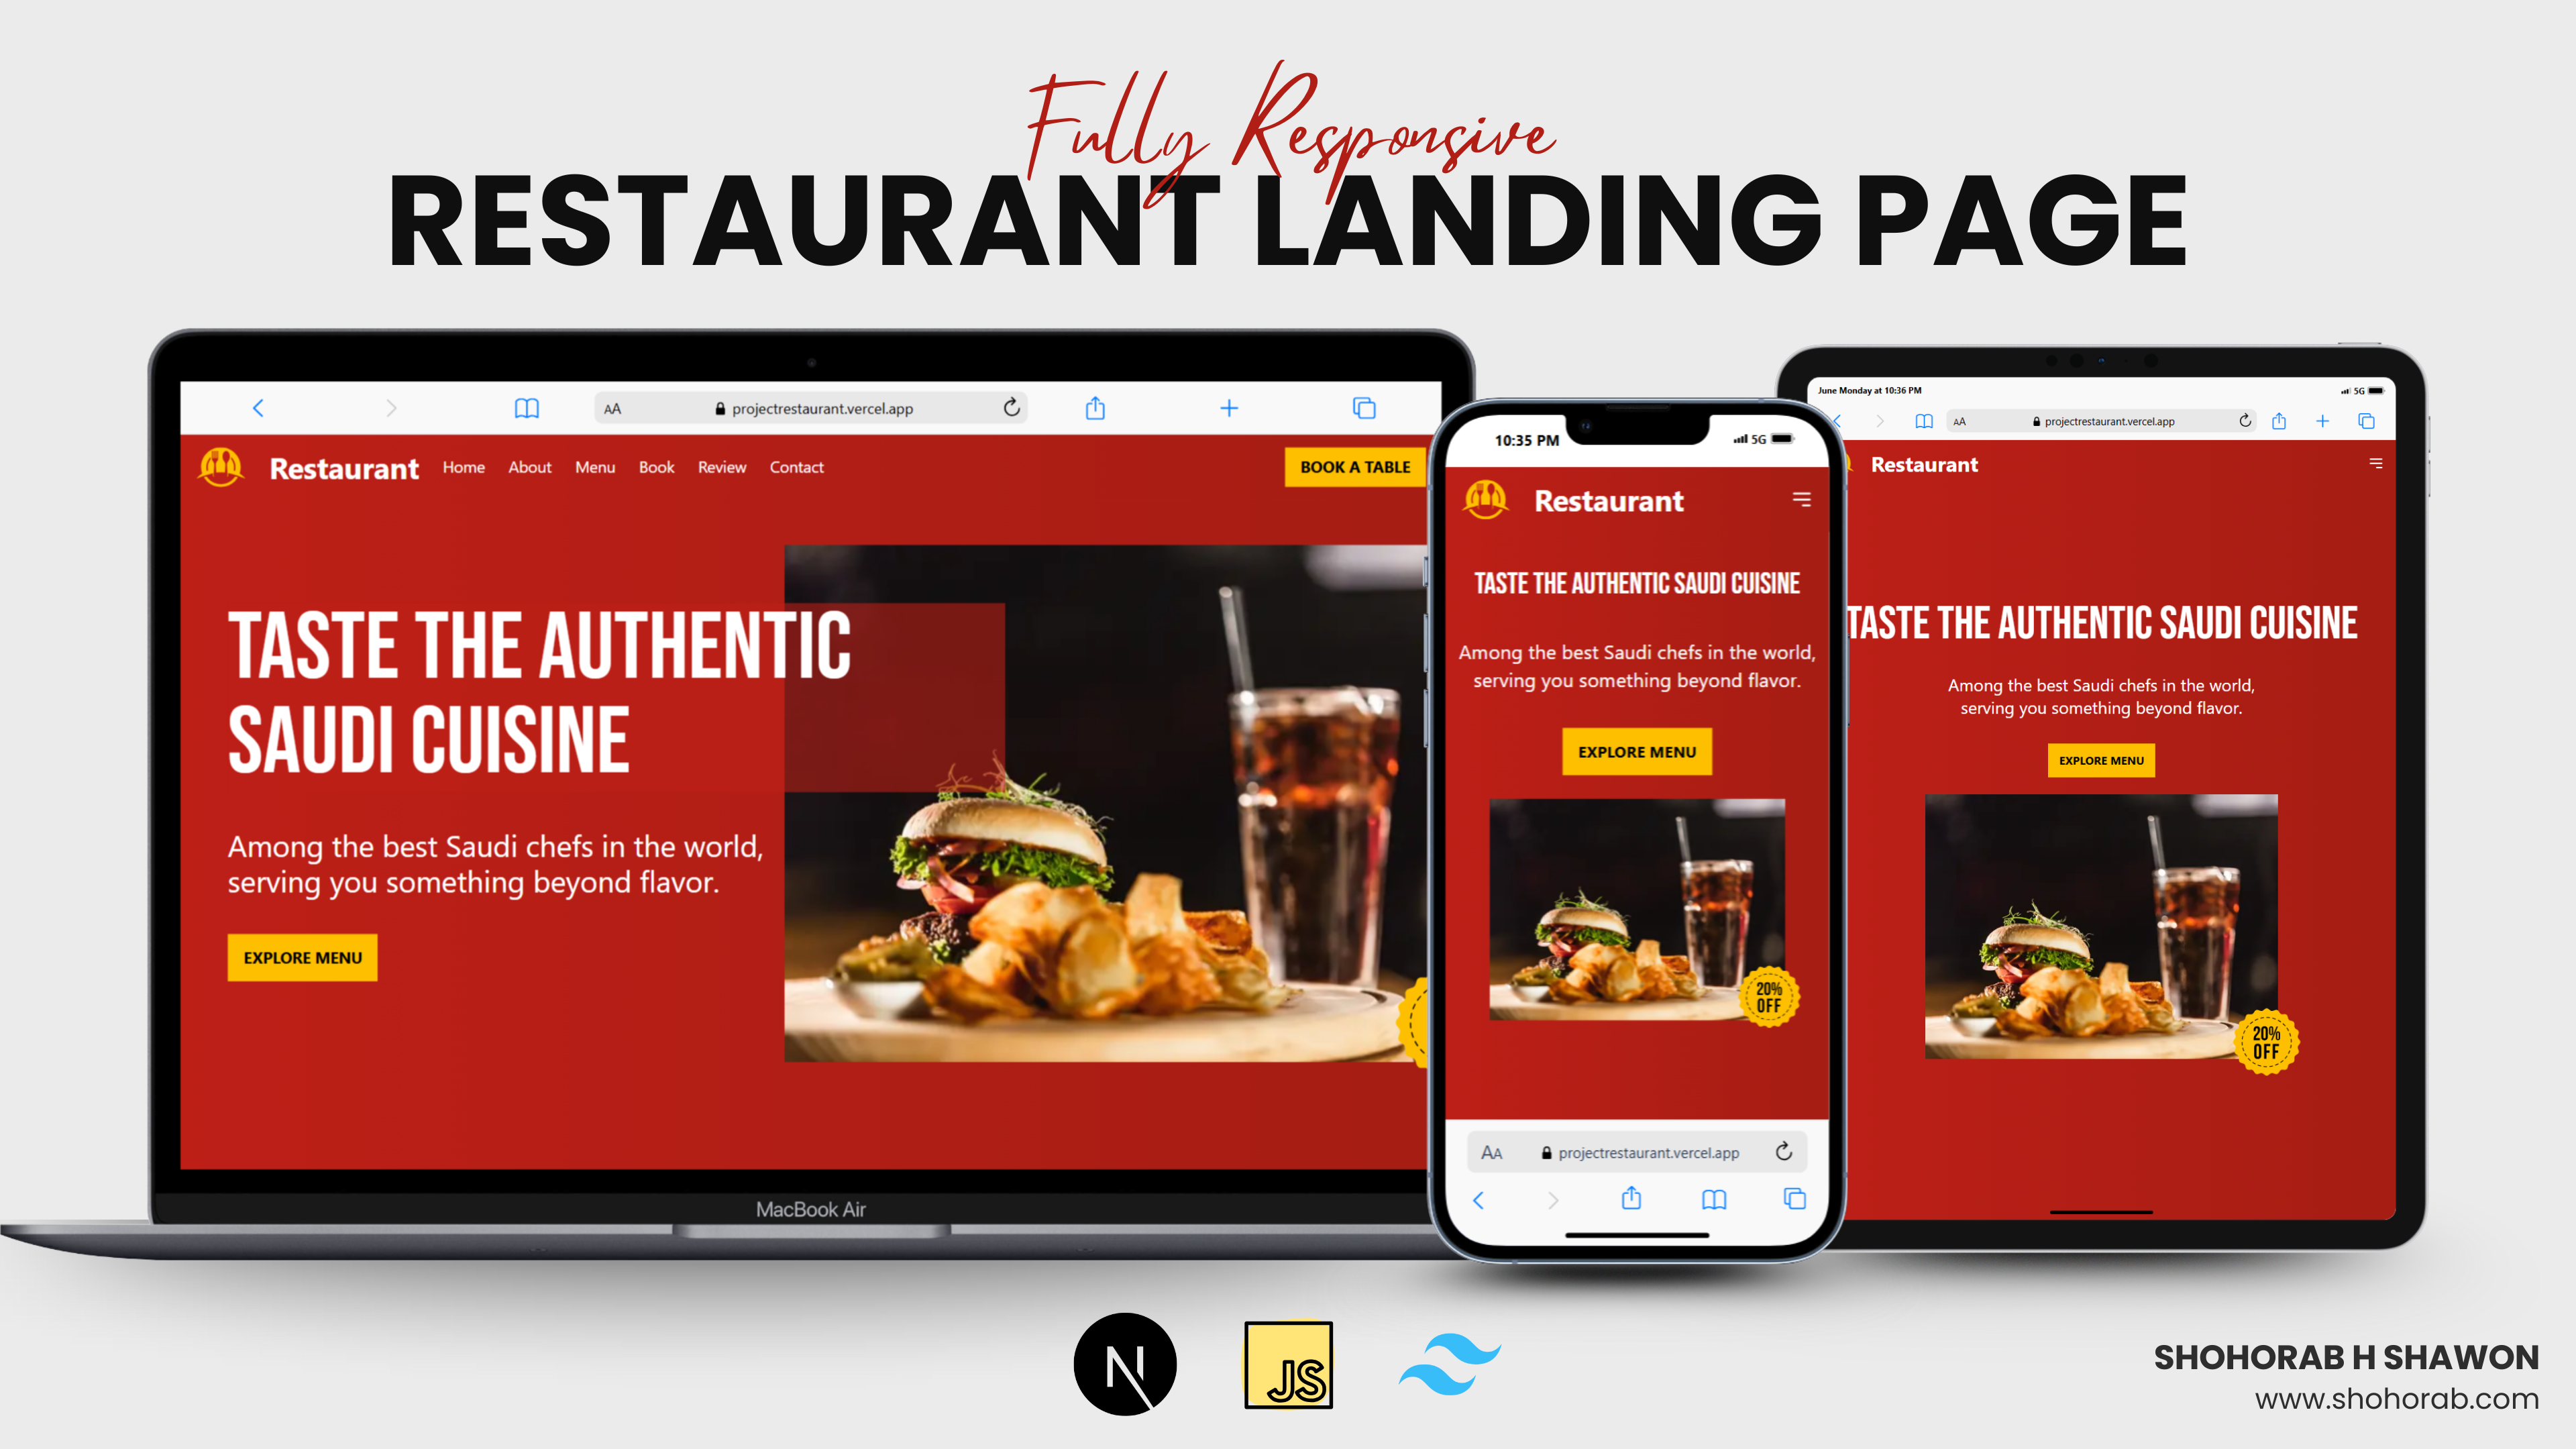 Fully Responsive
RESTAURANT LANDING PAGE
AA projectrestaurant.vercel.app
Restaurant Home About Menu Book Review Contact BOOK A TABLE
TASTE THE AUTHENTIC
SAUDI CUISINE
Among the best Saudi chefs in the world,
serving you something beyond flavor.
EXPLORE MENU
MacBook Air
10:35 PM 5G
Restaurant
TASTE THE AUTHENTIC SAUDI CUISINE
Among the best Saudi chefs in the world,
serving you something beyond flavor.
EXPLORE MENU
20%
OFF
AA projectrestaurant.vercel.app
June Monday at 10:36 PM 5G
AA projectrestaurant.vercel.app
Restaurant
TASTE THE AUTHENTIC SAUDI CUISINE
Among the best Saudi chefs in the world,
serving you something beyond flavor.
EXPLORE MENU
20%
OFF
N
JS
SHOHORAB H SHAWON
www.shohorab.com